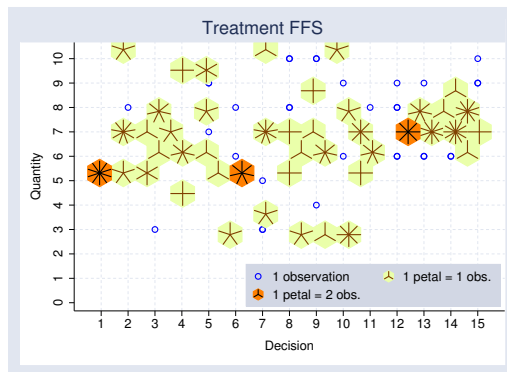 Treatment FFS
Quantity
10
9
8
7
6
5
4
3
2
1
0
1 2 3 4 5 6 7 8 9 10 11 12 13 14 15
Decision
1 observation
1 petal = 1 obs.
1 petal = 2 obs.